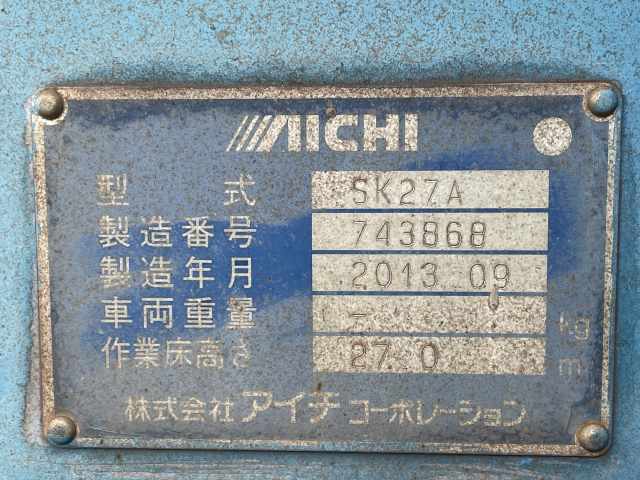 AICHI
型式 SK27A
製造番号 743868
製造年月 2013 09
車両重量 - kg
作業床高さ 27.0 m
株式会社 アイチ コーポレーション